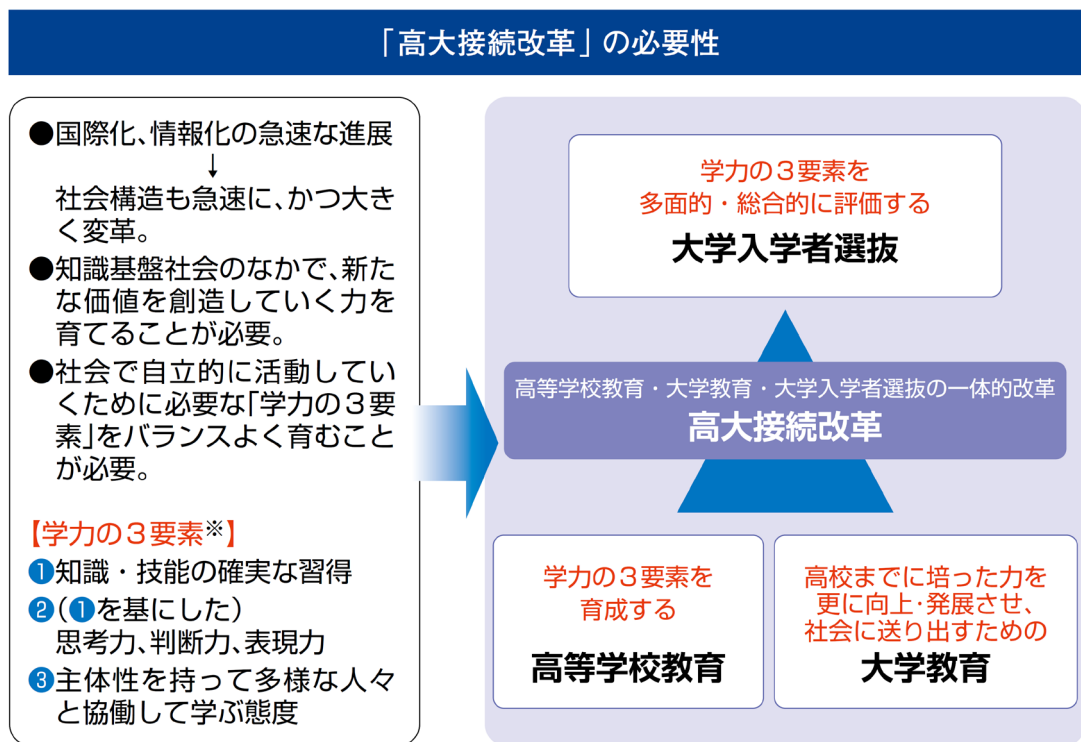 「高大接続改革」の必要性
●国際化、情報化の急速な進展
↓
社会構造も急速に、かつ大き
く変革。
●知識基盤社会のなかで、新た
な価値を創造していく力を
育てることが必要。
●社会で自立的に活動してい
くために必要な「学力の３要
素」をバランスよく育むこと
が必要。
【学力の３要素※】
❶知識・技能の確実な習得
❷(❶を基にした)
思考力、判断力、表現力
❸主体性を持って多様な人々
と協働して学ぶ態度
学力の３要素を
多面的・総合的に評価する
大学入学者選抜
高等学校教育・大学教育・大学入学者選抜の一体的改革
高大接続改革
学力の３要素を
育成する
高等学校教育
高校までに培った力を
更に向上・発展させ、
社会に送り出すための
大学教育